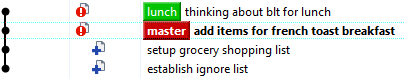 lunch thinking about blt for lunch
master add items for french toast breakfast
setup grocery shopping list
establish ignore list